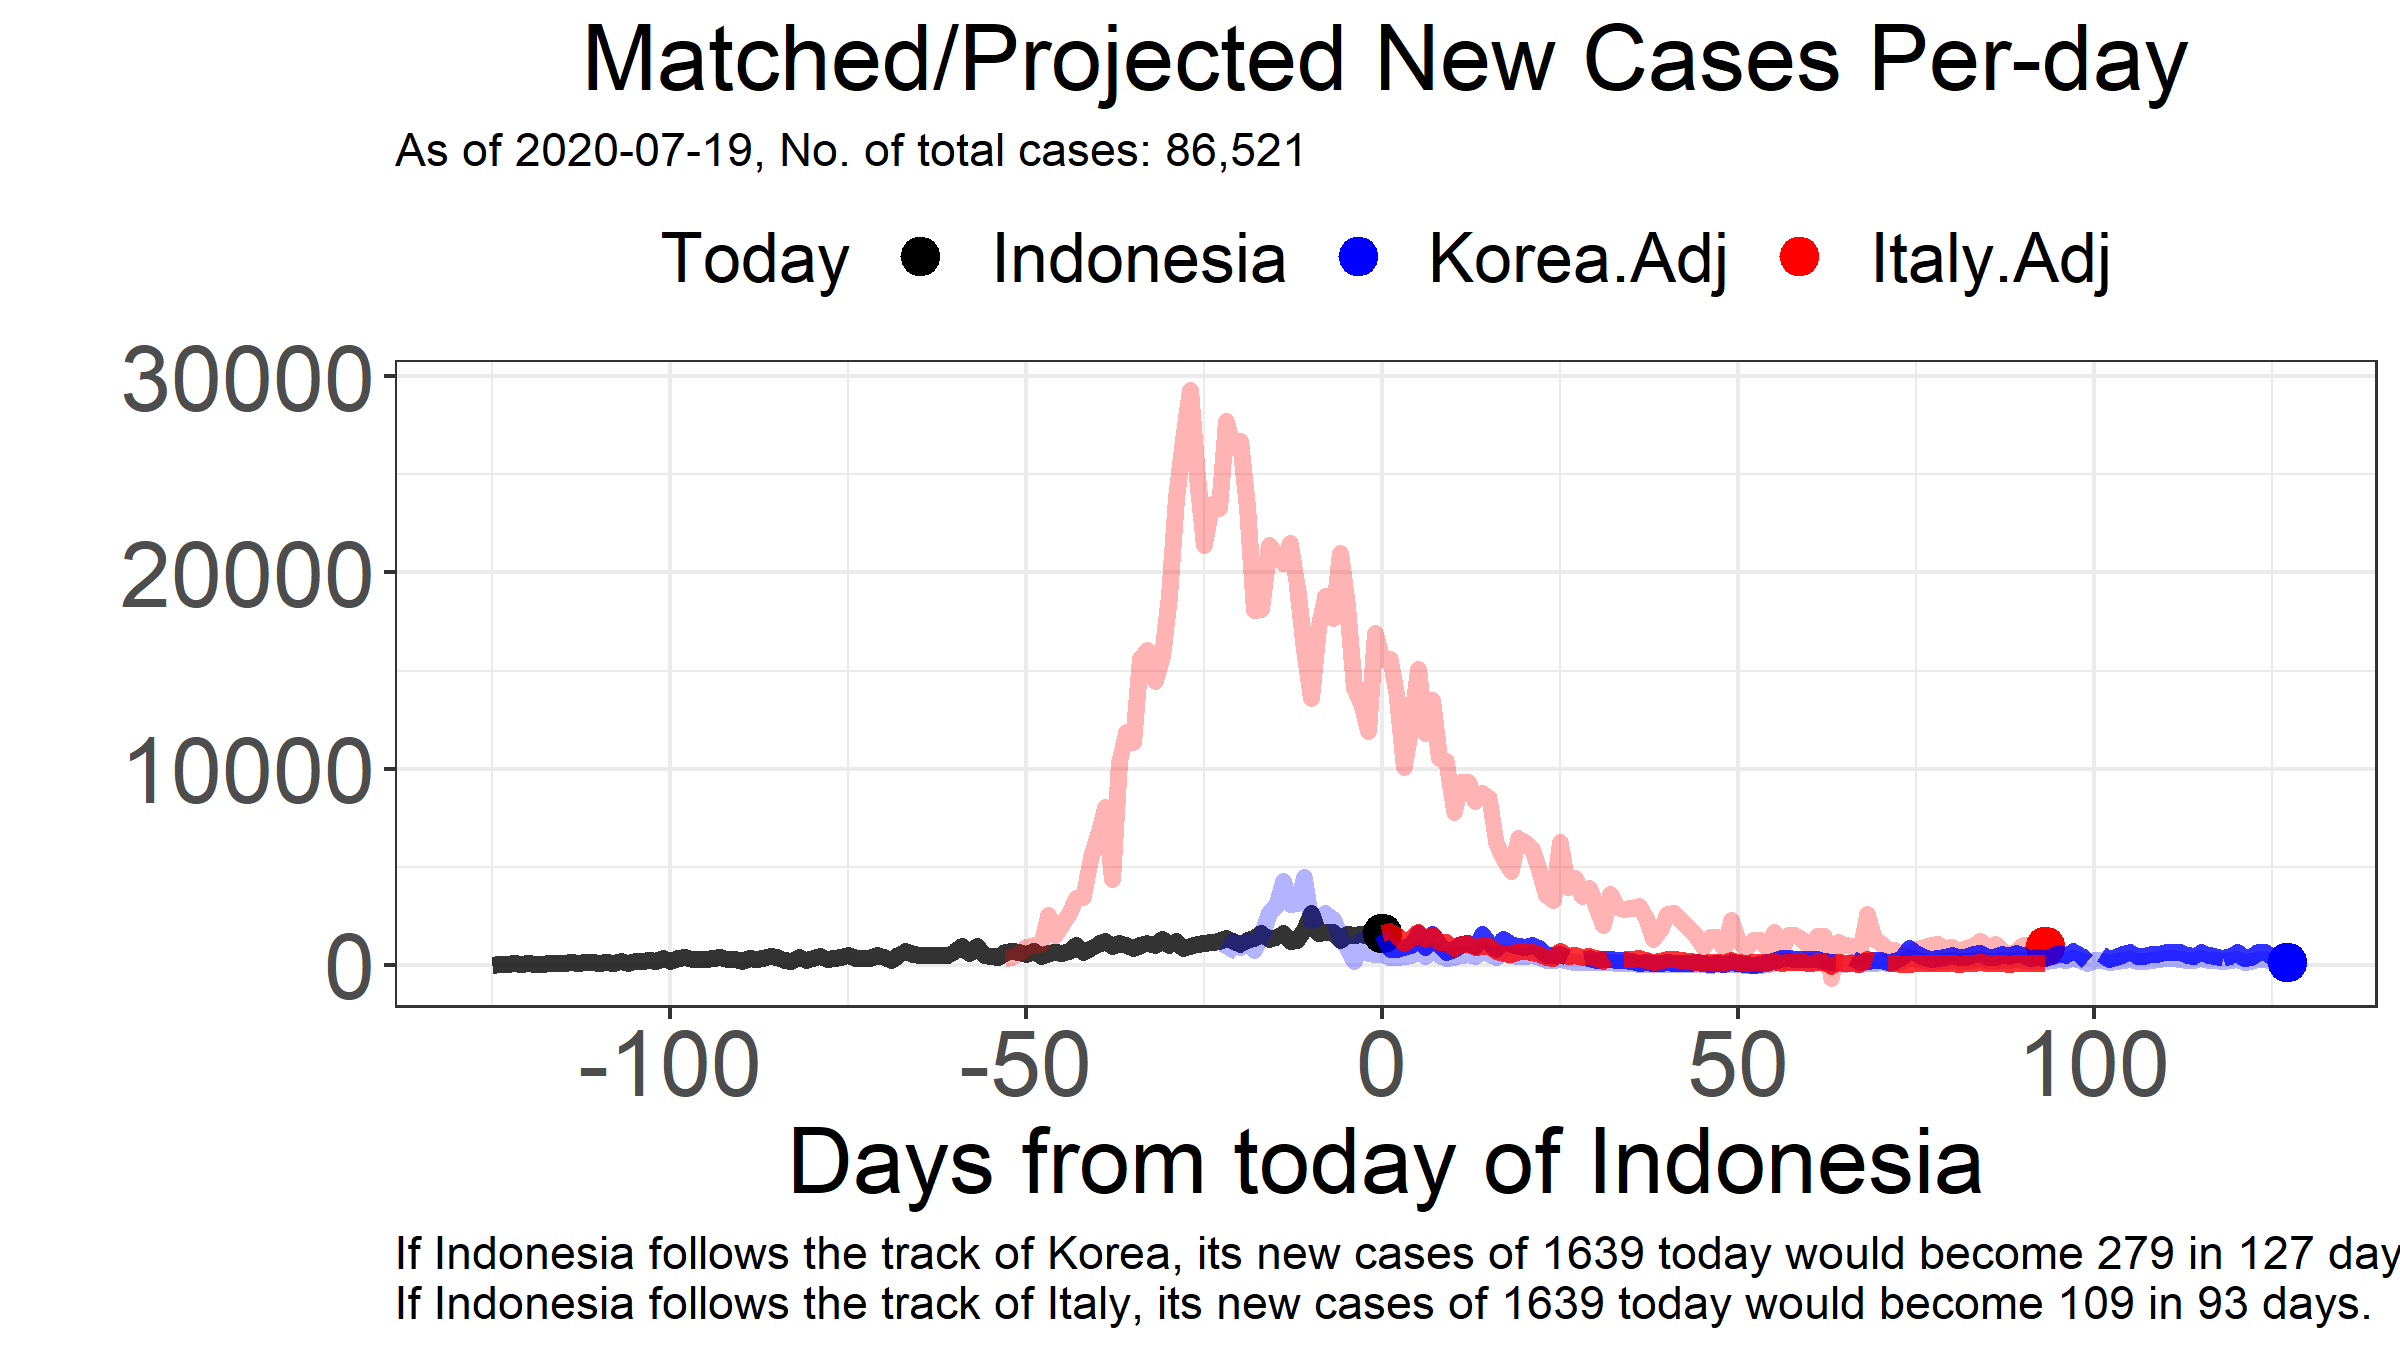 Matched/Projected New Cases Per-day
As of 2020-07-19, No. of total cases: 86,521
Today Indonesia Korea.Adj Italy.Adj
30000
20000
10000
0
-100 -50 0 50 100
Days from today of Indonesia
If Indonesia follows the track of Korea, its new cases of 1639 today would become 279 in 127 day
If Indonesia follows the track of Italy, its new cases of 1639 today would become 109 in 93 days.